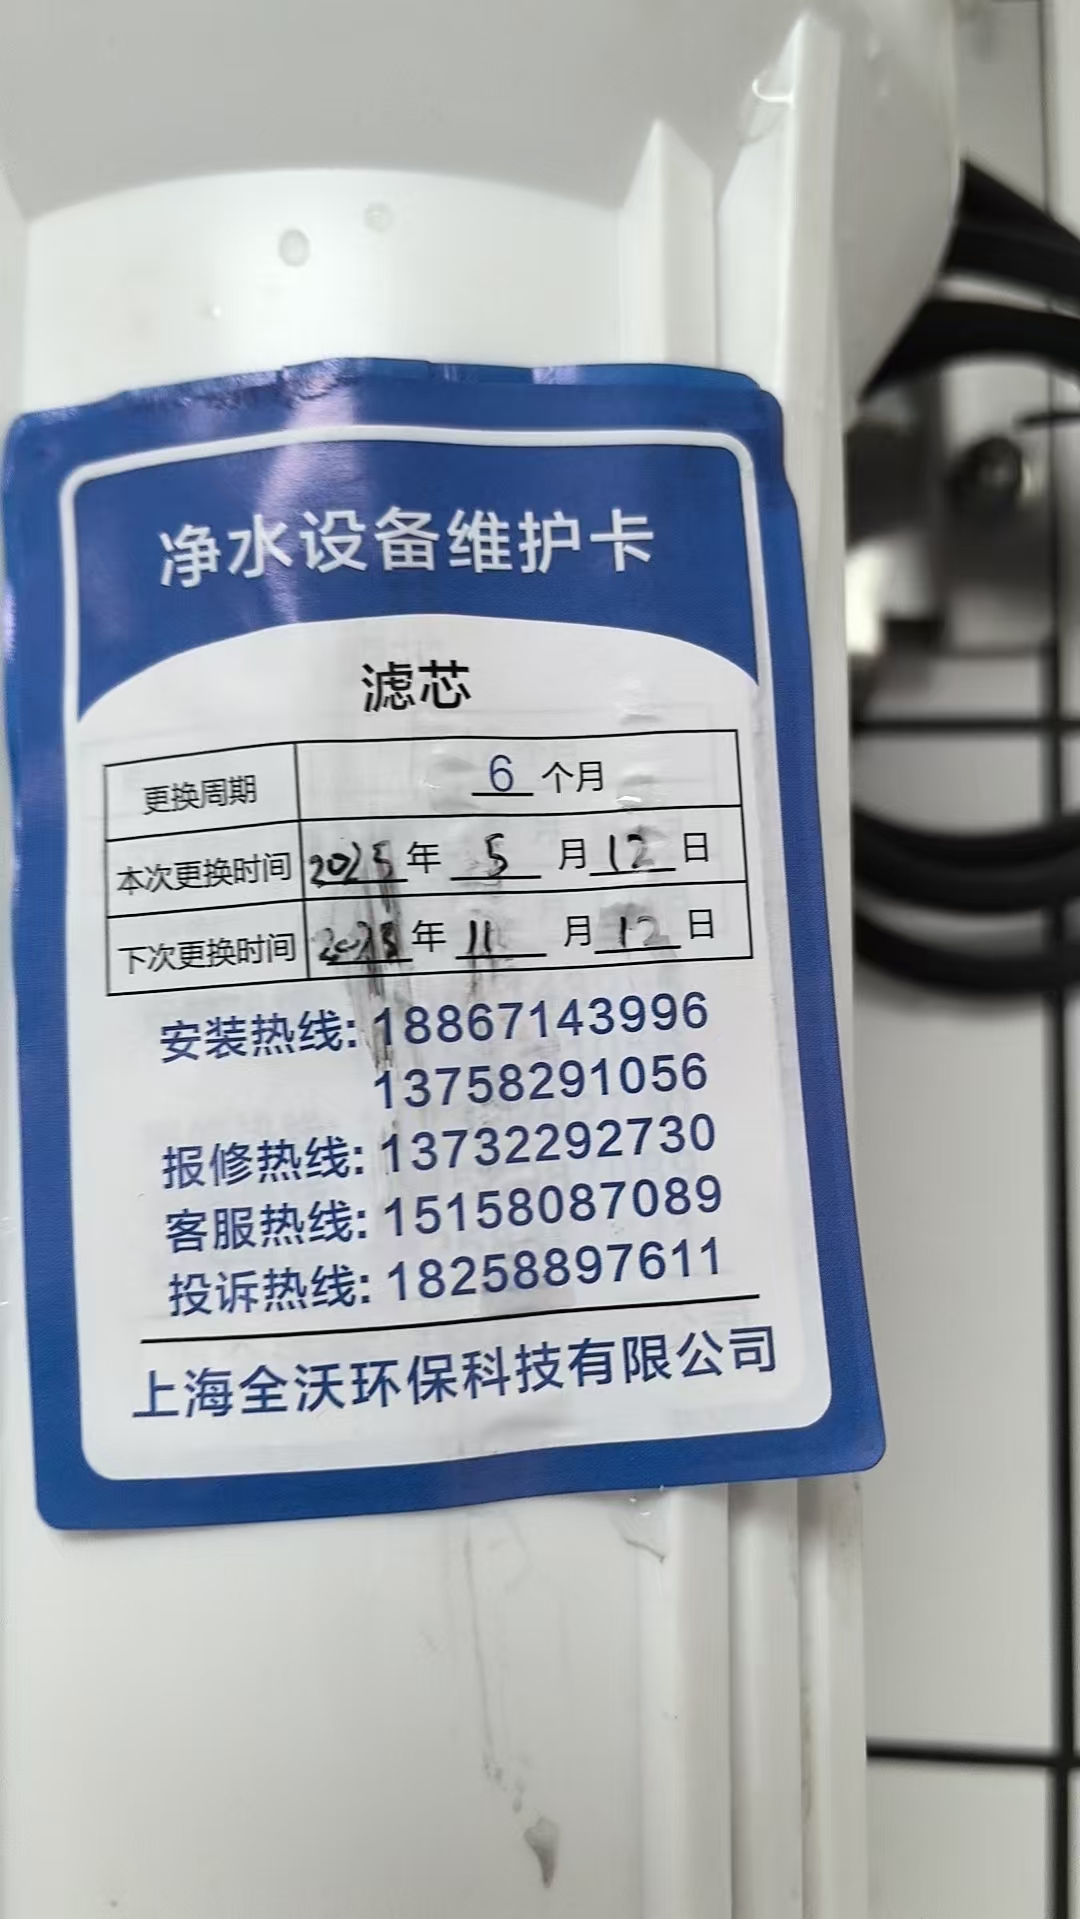 净水设备维护卡
滤芯
更换周期 6 个月
本次更换时间 2025 年 5 月 12 日
下次更换时间 2025 年 11 月 12 日
安装热线: 18867143996
13758291056
报修热线: 13732292730
客服热线: 15158087089
投诉热线: 18258897611
上海全沃环保科技有限公司